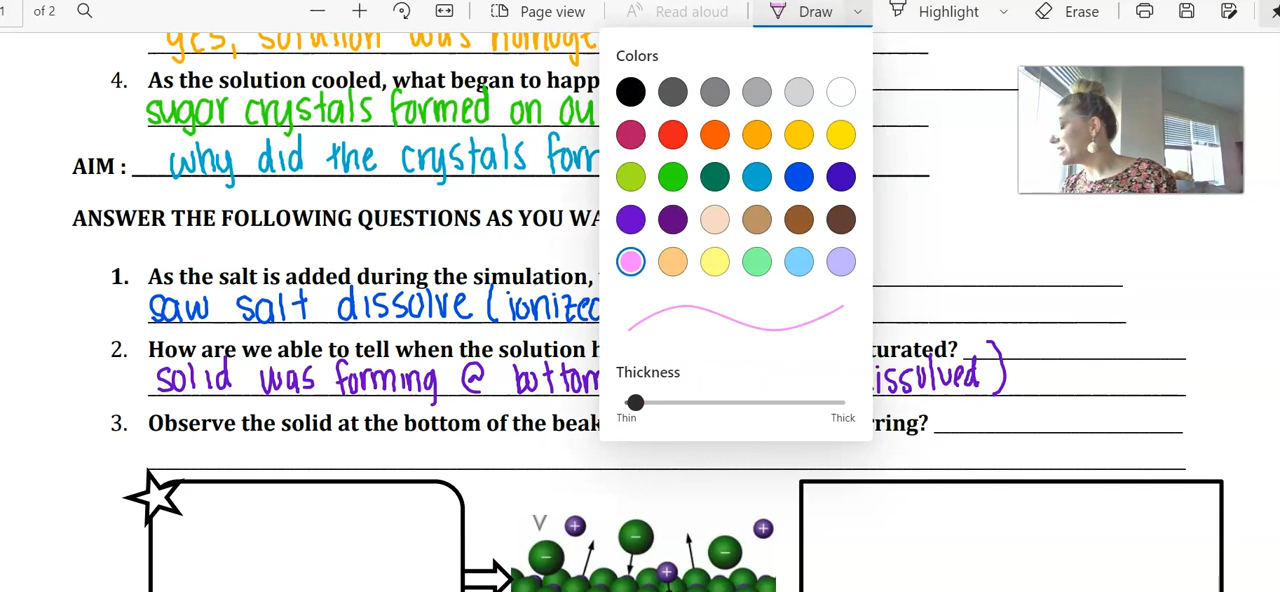 1 of 2 Page view Read aloud Draw Highlight Erase
yes, solution was homoge
4. As the solution cooled, what began to happ
sugar crystals formed on ou
AIM : why did the crystals for
ANSWER THE FOLLOWING QUESTIONS AS YOU WA
1. As the salt is added during the simulation,
saw salt dissolve (ionized
2. How are we able to tell when the solution h urated?
solid was forming @ bottom issolved)
3. Observe the solid at the bottom of the beak ring?
Colors
Thickness
Thin Thick
V
+ − − − + +